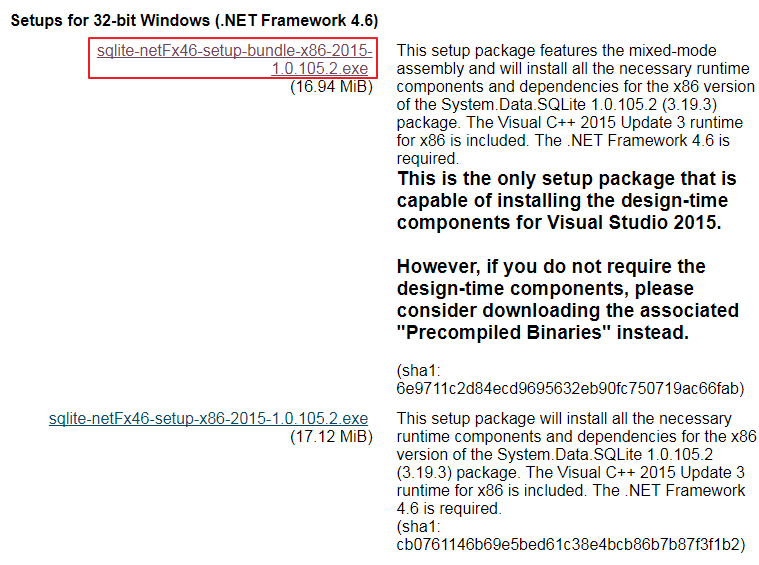 Setups for 32-bit Windows (.NET Framework 4.6)
sqlite-netFx46-setup-bundle-x86-2015-
1.0.105.2.exe
(16.94 MiB)
This setup package features the mixed-mode
assembly and will install all the necessary runtime
components and dependencies for the x86 version
of the System.Data.SQLite 1.0.105.2 (3.19.3)
package. The Visual C++ 2015 Update 3 runtime
for x86 is included. The .NET Framework 4.6 is
required.
This is the only setup package that is
capable of installing the design-time
components for Visual Studio 2015.
However, if you do not require the
design-time components, please
consider downloading the associated
"Precompiled Binaries" instead.
(sha1:
6e9711c2d84ecd9695632eb90fc750719ac66fab)
sqlite-netFx46-setup-x86-2015-1.0.105.2.exe
(17.12 MiB)
This setup package will install all the necessary
runtime components and dependencies for the x86
version of the System.Data.SQLite 1.0.105.2
(3.19.3) package. The Visual C++ 2015 Update 3
runtime for x86 is included. The .NET Framework
4.6 is required.
(sha1:
cb0761146b69e5bed61c38e4bcb86b7b87f3f1b2)